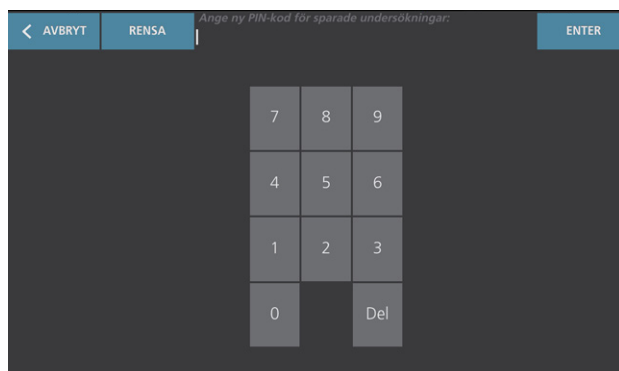 Ange ny PIN-kod för sparade undersökningar:
AVBRYT RENSA ENTER
7 8 9
4 5 6
1 2 3
0 Del